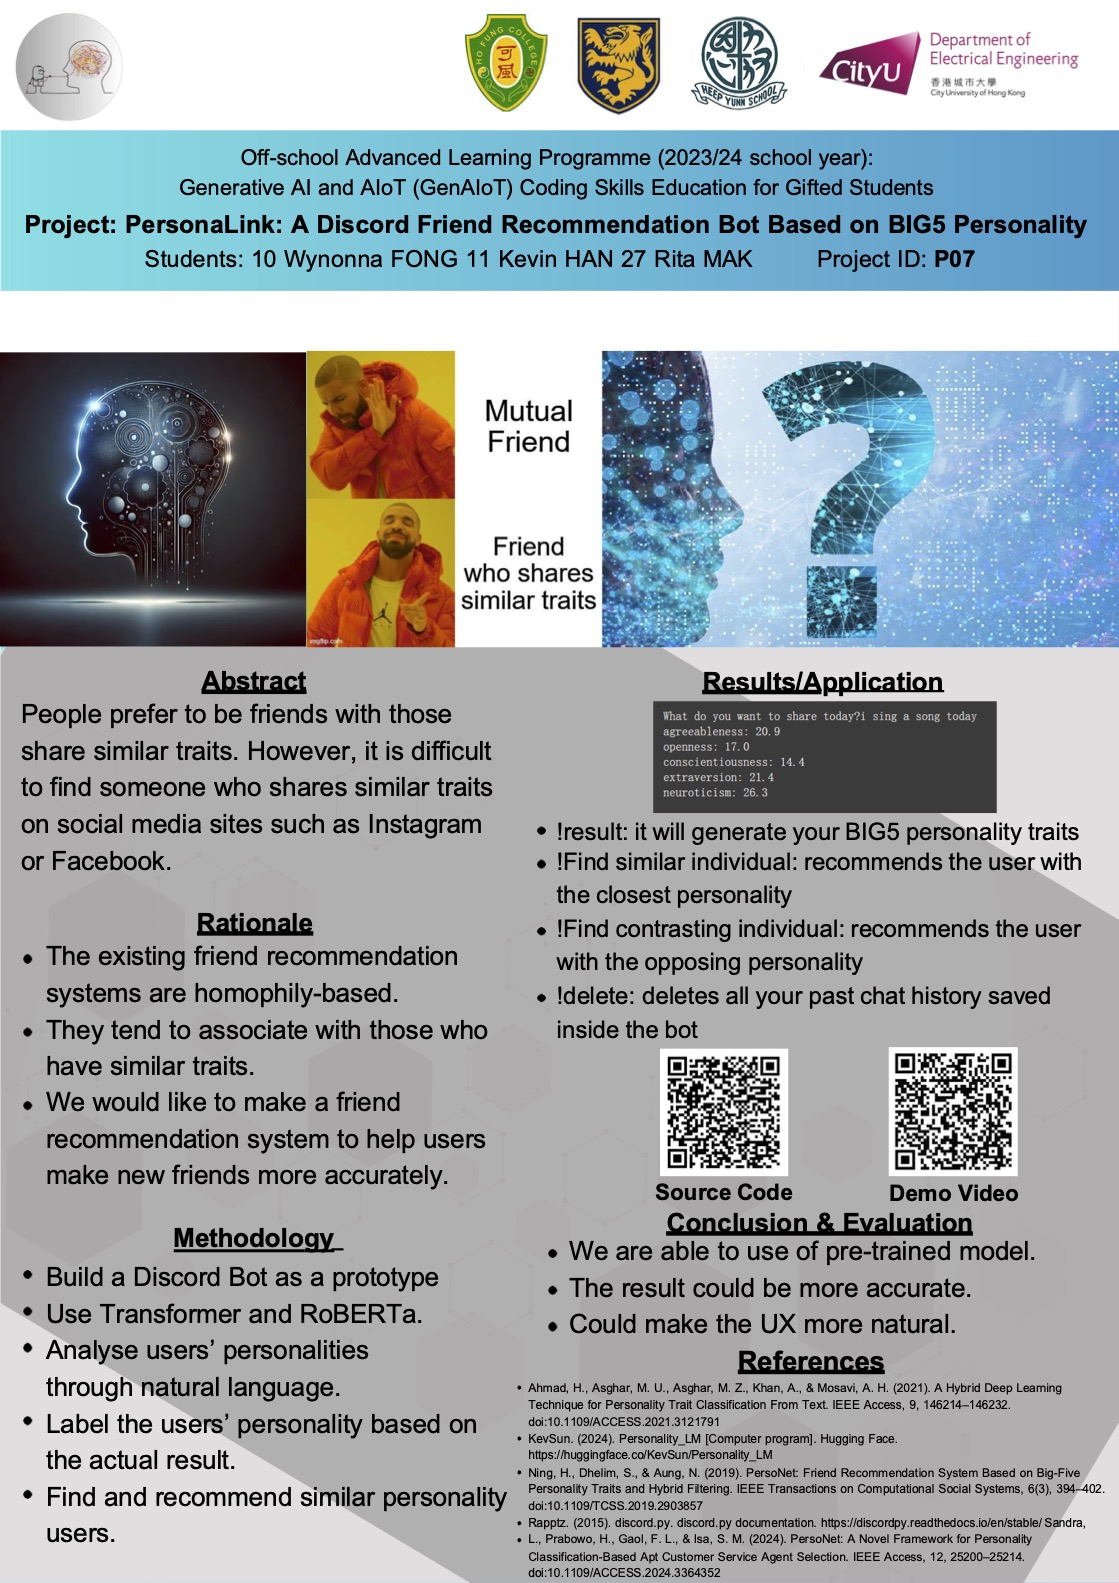 HO FUNG COLLEGE
可風
HEEP YUNN SCHOOL
CityU
Department of
Electrical Engineering
香港城市大學
City University of Hong Kong
Off-school Advanced Learning Programme (2023/24 school year):
Generative AI and AIoT (GenAIoT) Coding Skills Education for Gifted Students
Project: PersonaLink: A Discord Friend Recommendation Bot Based on BIG5 Personality
Students: 10 Wynonna FONG 11 Kevin HAN 27 Rita MAK Project ID: P07
Mutual
Friend
Friend
who shares
similar traits
imgflip.com
Abstract
People prefer to be friends with those
share similar traits. However, it is difficult
to find someone who shares similar traits
on social media sites such as Instagram
or Facebook.
Rationale
• The existing friend recommendation
systems are homophily-based.
• They tend to associate with those who
have similar traits.
• We would like to make a friend
recommendation system to help users
make new friends more accurately.
Methodology
• Build a Discord Bot as a prototype
• Use Transformer and RoBERTa.
• Analyse users’ personalities
through natural language.
• Label the users’ personality based on
the actual result.
• Find and recommend similar personality
users.
Results/Application
What do you want to share today?i sing a song today
agreeableness: 20.9
openness: 17.0
conscientiousness: 14.4
extraversion: 21.4
neuroticism: 26.3
• !result: it will generate your BIG5 personality traits
• !Find similar individual: recommends the user with
the closest personality
• !Find contrasting individual: recommends the user
with the opposing personality
• !delete: deletes all your past chat history saved
inside the bot
Source Code
Demo Video
Conclusion & Evaluation
• We are able to use of pre-trained model.
• The result could be more accurate.
• Could make the UX more natural.
References
• Ahmad, H., Asghar, M. U., Asghar, M. Z., Khan, A., & Mosavi, A. H. (2021). A Hybrid Deep Learning
Technique for Personality Trait Classification From Text. IEEE Access, 9, 146214–146232.
doi:10.1109/ACCESS.2021.3121791
• KevSun. (2024). Personality_LM [Computer program]. Hugging Face.
https://huggingface.co/KevSun/Personality_LM
• Ning, H., Dhelim, S., & Aung, N. (2019). PersoNet: Friend Recommendation System Based on Big-Five
Personality Traits and Hybrid Filtering. IEEE Transactions on Computational Social Systems, 6(3), 394–402.
doi:10.1109/TCSS.2019.2903857
• Rapptz. (2015). discord.py. discord.py documentation. https://discordpy.readthedocs.io/en/stable/ Sandra,
• L., Prabowo, H., Gaol, F. L., & Isa, S. M. (2024). PersoNet: A Novel Framework for Personality
Classification-Based Apt Customer Service Agent Selection. IEEE Access, 12, 25200–25214.
doi:10.1109/ACCESS.2024.3364352